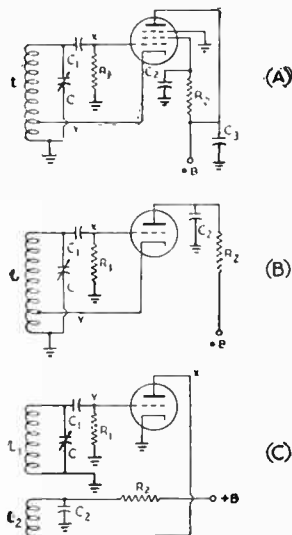 C₁
X
L
C
R₁
C₂
Y
R₂
C₃
+B
(A)
C₁
X
L
C
R₁
Y
C₂
R₂
+B
(B)
X
C₁
Y
L₁
C
R₁
(C)
R₂
+B
L₂
C₂